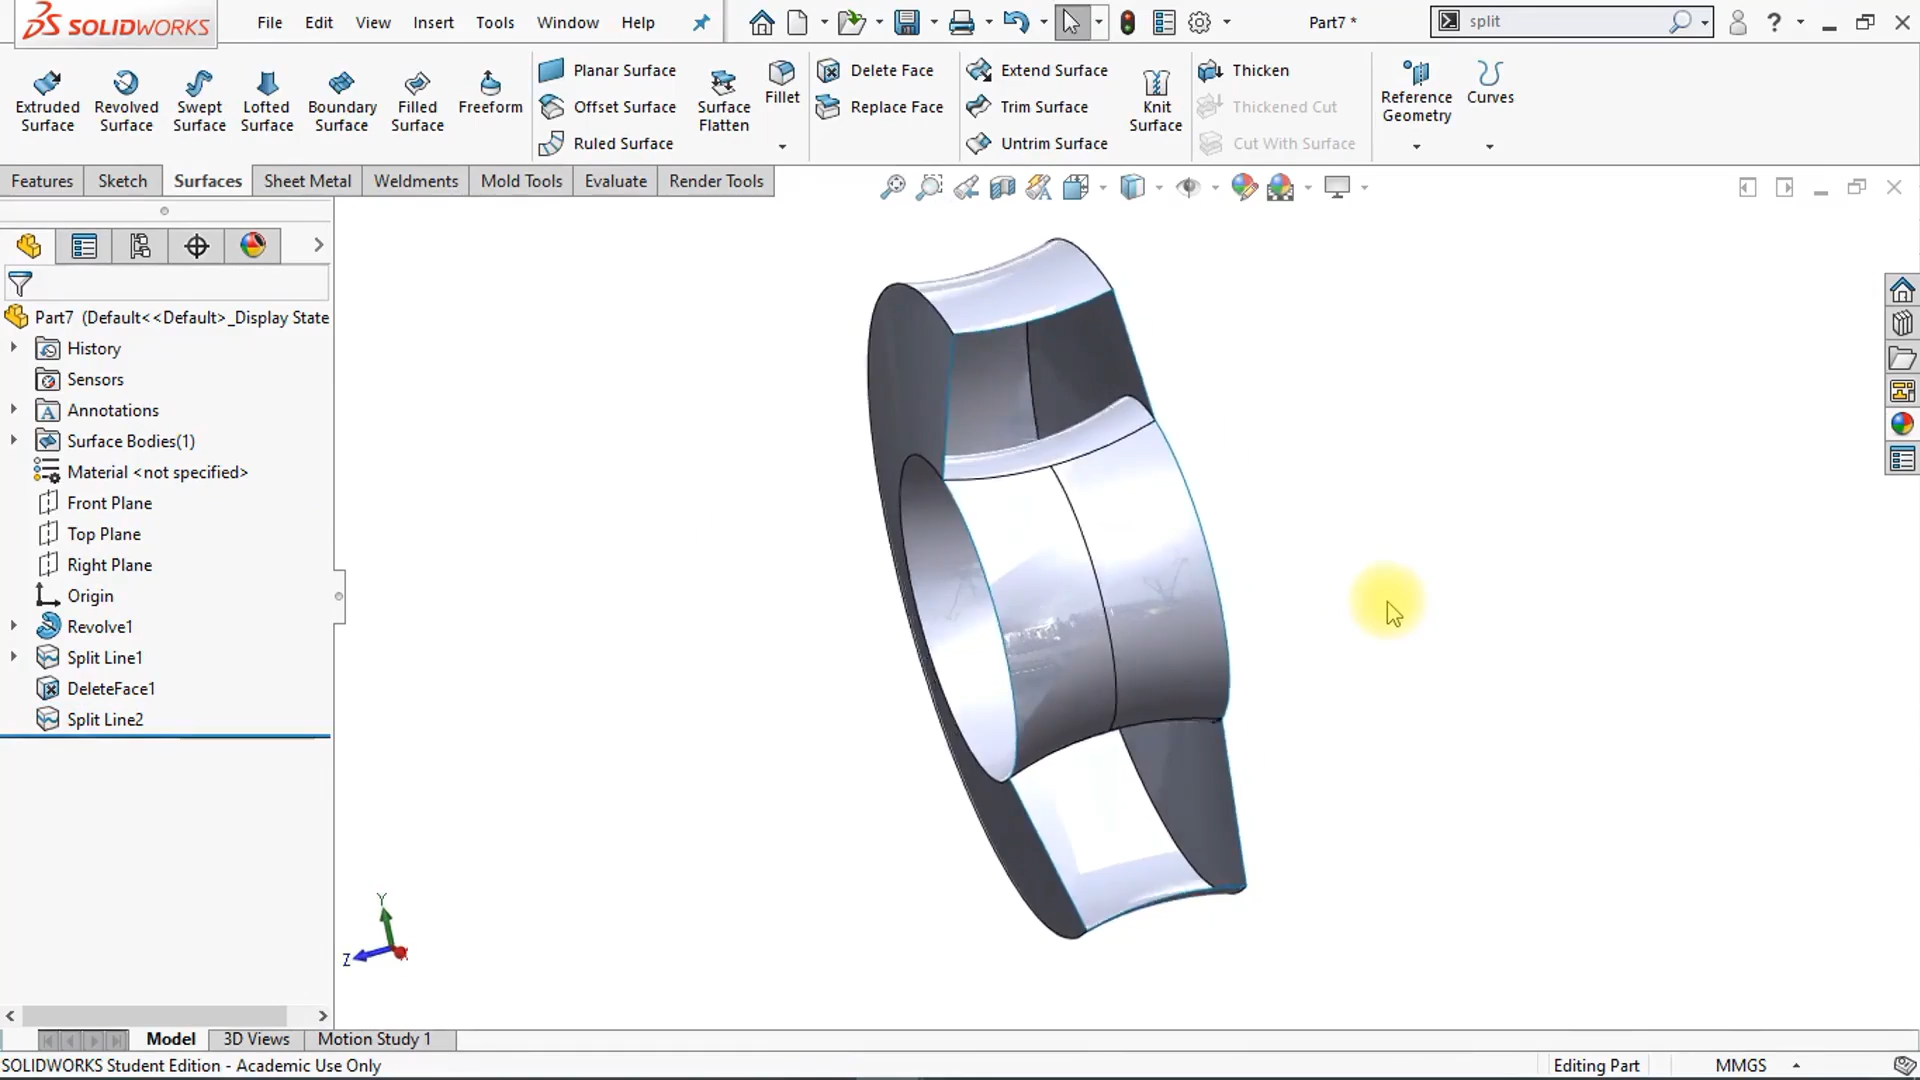 SOLIDWORKS File Edit View Insert Tools Window Help Part7 * split ?
Extruded Surface
Revolved Surface
Swept Surface
Lofted Surface
Boundary Surface
Filled Surface
Freeform
Planar Surface
Offset Surface
Ruled Surface
Surface Flatten
Fillet
Delete Face
Replace Face
Extend Surface
Trim Surface
Untrim Surface
Knit Surface
Thicken
Thickened Cut
Cut With Surface
Reference Geometry
Curves
Features Sketch Surfaces Sheet Metal Weldments Mold Tools Evaluate Render Tools
Part7 (Default<<Default>_Display State
History
Sensors
Annotations
Surface Bodies(1)
Material <not specified>
Front Plane
Top Plane
Right Plane
Origin
Revolve1
Split Line1
DeleteFace1
Split Line2
Y
Z
Model 3D Views Motion Study 1
SOLIDWORKS Student Edition - Academic Use Only Editing Part MMGS